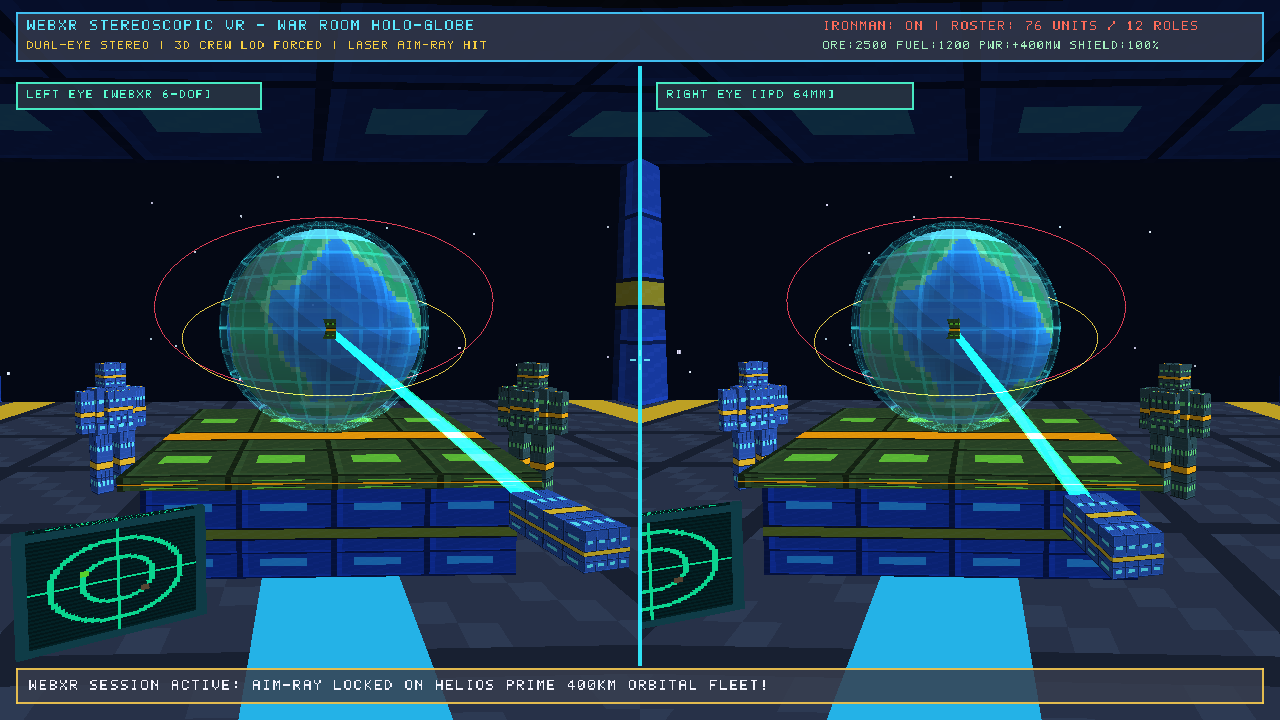 WEBXR STEREOSCOPIC VR - WAR ROOM HOLO-GLOBE
DUAL-EYE STEREO | 3D CREW LOD FORCED | LASER AIM-RAY HIT
IRONMAN: ON | ROSTER: 76 UNITS / 12 ROLES
ORE:2500 FUEL:1200 PWR:+400MW SHIELD:100%
LEFT EYE [WEBXR 6-DOF]
RIGHT EYE [IPD 64MM]
WEBXR SESSION ACTIVE: AIM-RAY LOCKED ON HELIOS PRIME 400KM ORBITAL FLEET!